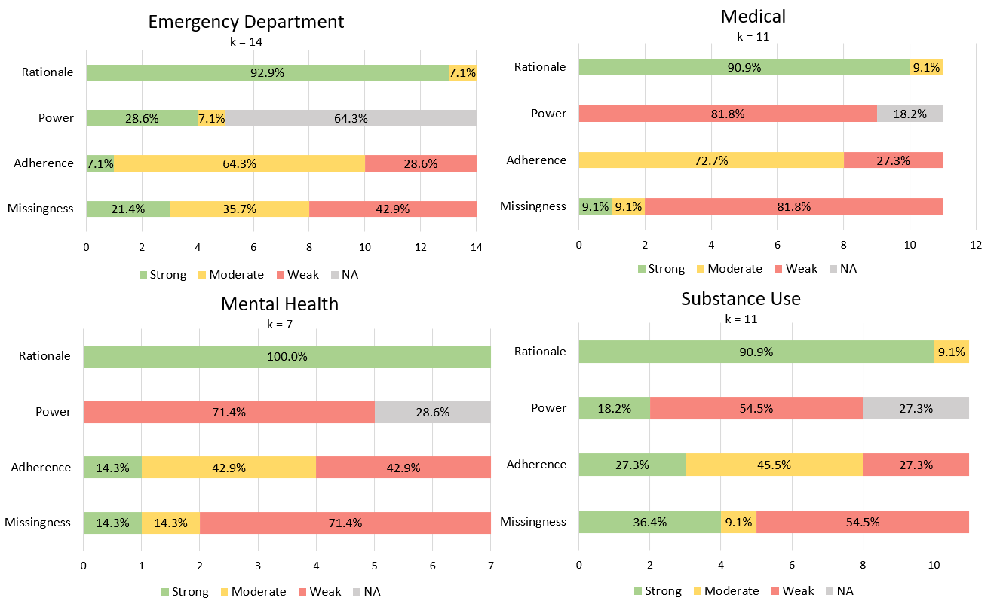 Emergency Department
k = 14
Rationale 92.9% 7.1%
Power 28.6% 7.1% 64.3%
Adherence 7.1% 64.3% 28.6%
Missingness 21.4% 35.7% 42.9%
0 2 4 6 8 10 12 14
Strong Moderate Weak NA
Medical
k = 11
Rationale 90.9% 9.1%
Power 81.8% 18.2%
Adherence 72.7% 27.3%
Missingness 9.1% 9.1% 81.8%
0 2 4 6 8 10 12
Strong Moderate Weak NA
Mental Health
k = 7
Rationale 100.0%
Power 71.4% 28.6%
Adherence 14.3% 42.9% 42.9%
Missingness 14.3% 14.3% 71.4%
0 1 2 3 4 5 6 7
Strong Moderate Weak NA
Substance Use
k = 11
Rationale 90.9% 9.1%
Power 18.2% 54.5% 27.3%
Adherence 27.3% 45.5% 27.3%
Missingness 36.4% 9.1% 54.5%
0 2 4 6 8 10
Strong Moderate Weak NA